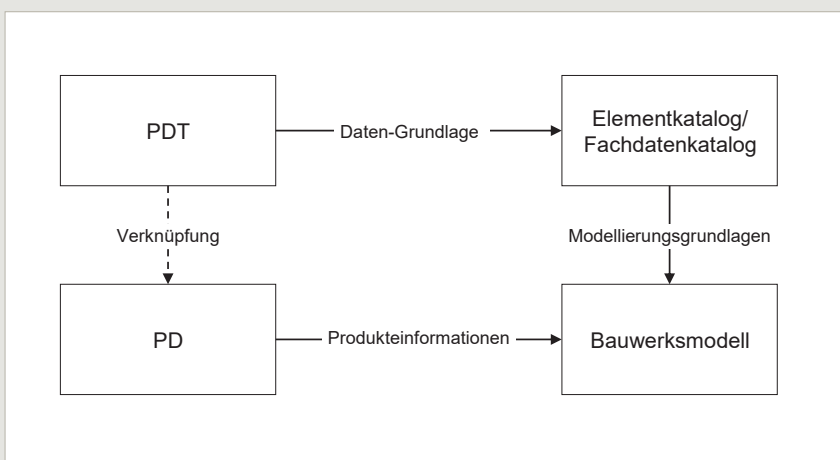 PDT
Daten-Grundlage
Elementkatalog/
Fachdatenkatalog
Verknüpfung
Modellierungsgrundlagen
PD
Produkteinformationen
Bauwerksmodell